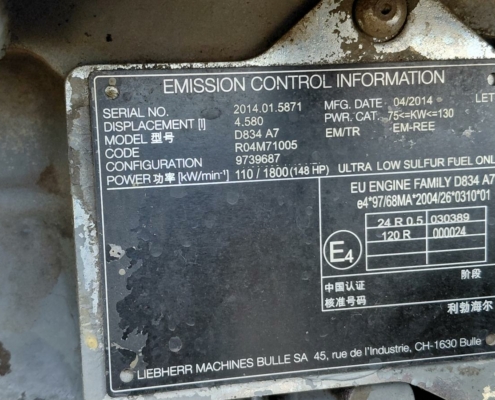 EMISSION CONTROL INFORMATION
SERIAL NO. 2014.01.5871 MFG. DATE 04/2014 LET
DISPLACEMENT [l] 4.580 PWR. CAT. 75<=KW<=130
MODEL 型号 D834 A7 EM/TR EM-REE
CODE R04M71005
CONFIGURATION 9739687
POWER 功率 [kW/min⁻¹] 110 / 1800(148 HP) ULTRA LOW SULFUR FUEL ONL
EU ENGINE FAMILY D834 A7
e4*97/68MA*2004/26*0310*01
24 R 0.5 030389
120 R 000024
E4
中国认证 阶段
核准号码
利勃海尔
LIEBHERR MACHINES BULLE SA 45, rue de l'Industrie, CH-1630 Bulle